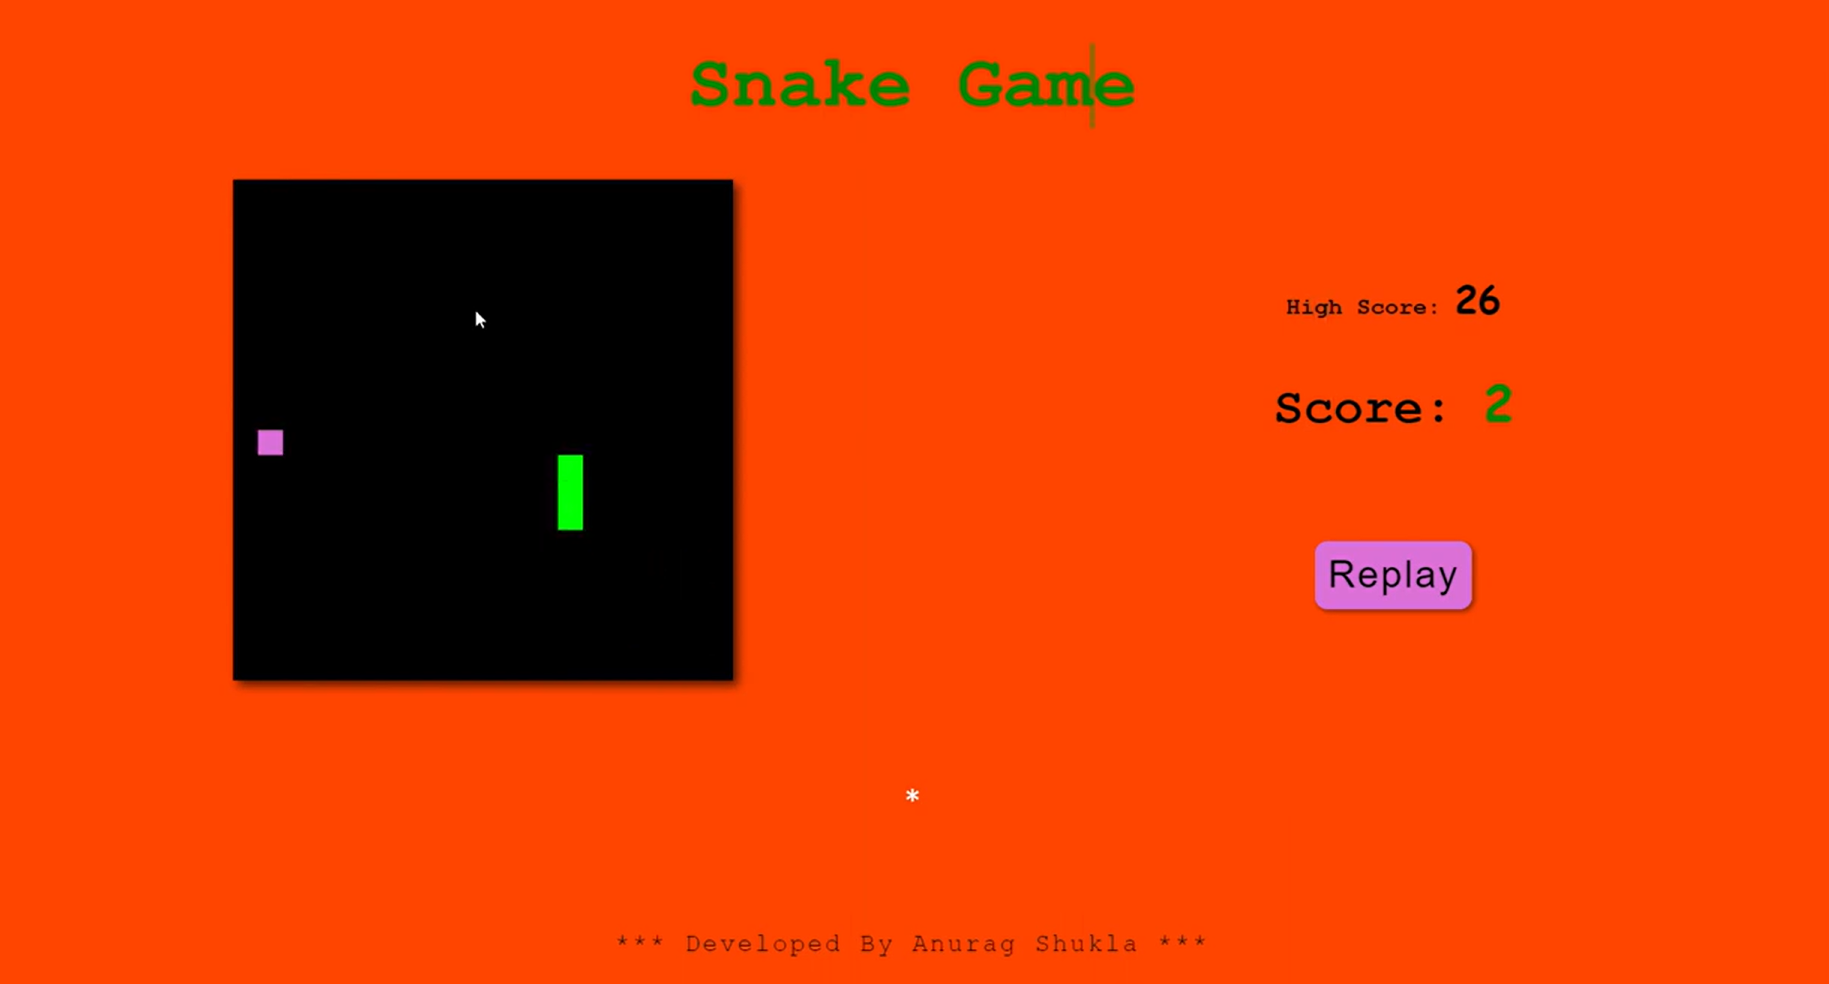 Snake Game
High Score: 26
Score: 2
Replay
*
*** Developed By Anurag Shukla ***